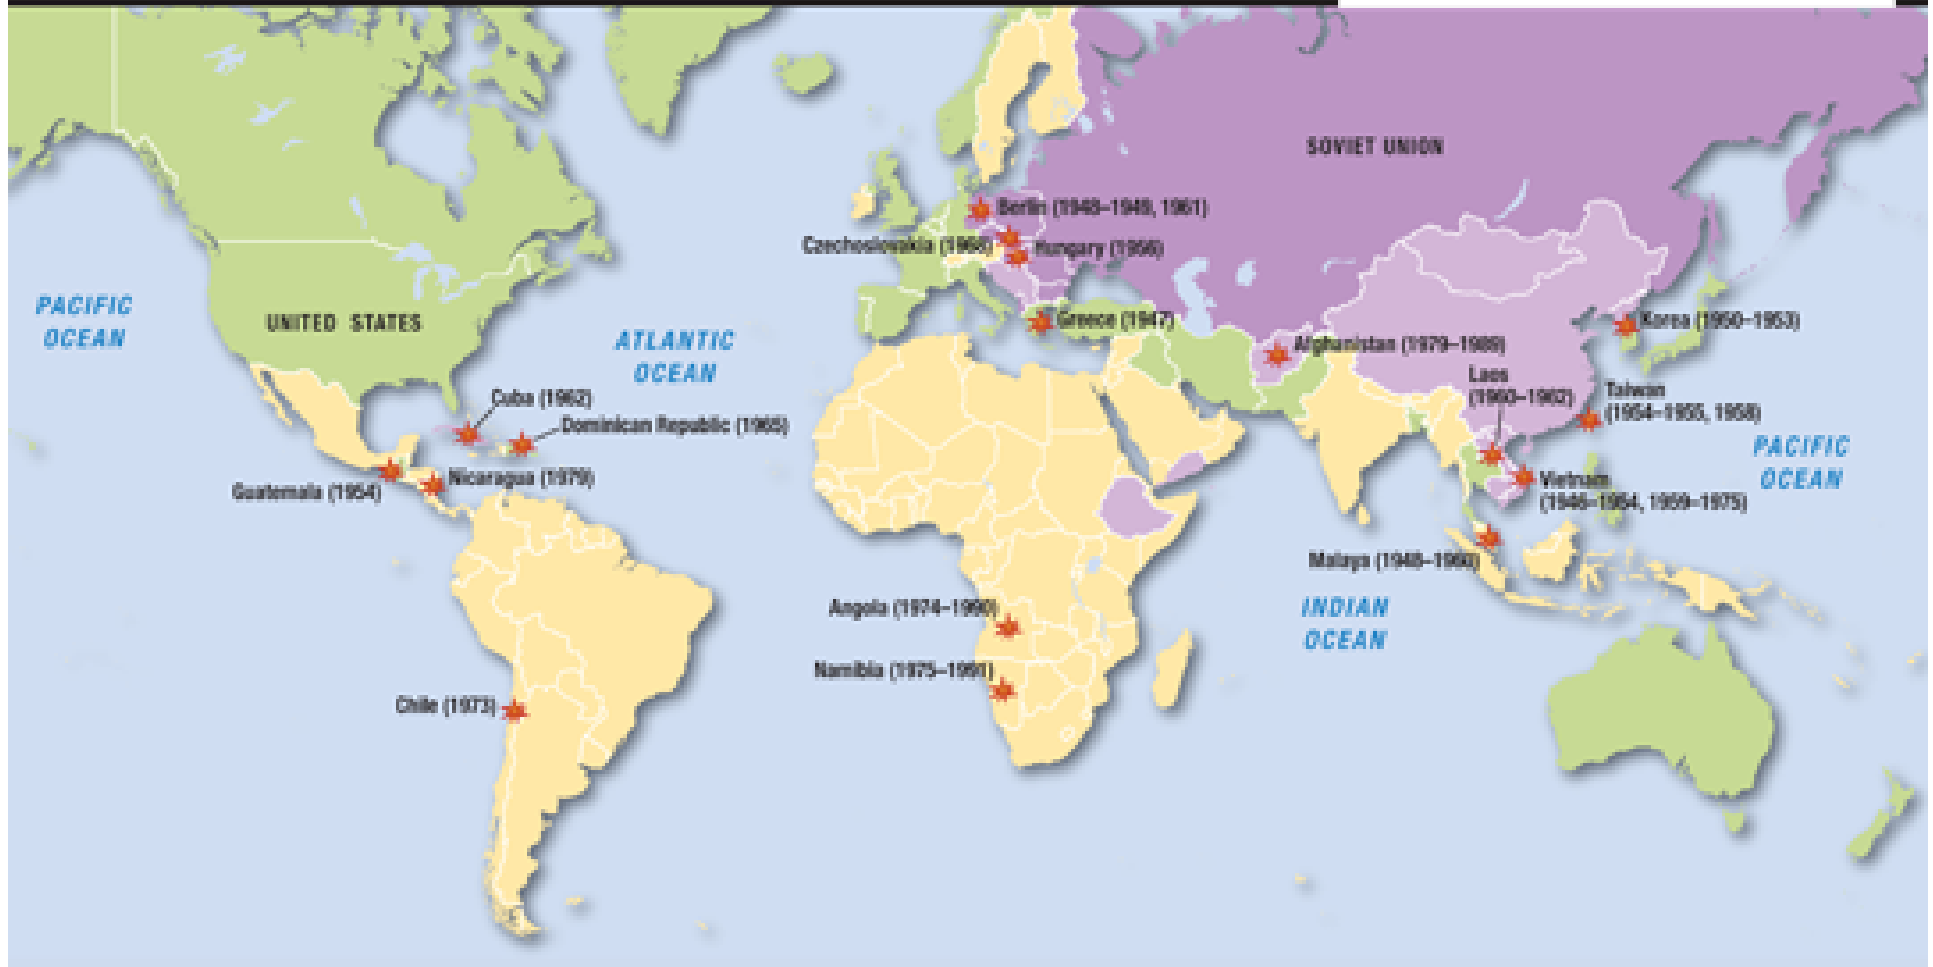 SOVIET UNION
Berlin (1948–1949, 1961)
Czechoslovakia (1968)
Hungary (1956)
PACIFIC
OCEAN
UNITED STATES
ATLANTIC
OCEAN
Greece (1947)
Korea (1950–1953)
Afghanistan (1979–1989)
Laos
(1960–1962)
Taiwan
(1954–1955, 1958)
Cuba (1962)
Dominican Republic (1965)
PACIFIC
OCEAN
Guatemala (1954)
Nicaragua (1979)
Vietnam
(1946–1954, 1959–1975)
Malaya (1948–1960)
Angola (1974–1990)
INDIAN
OCEAN
Namibia (1975–1991)
Chile (1973)